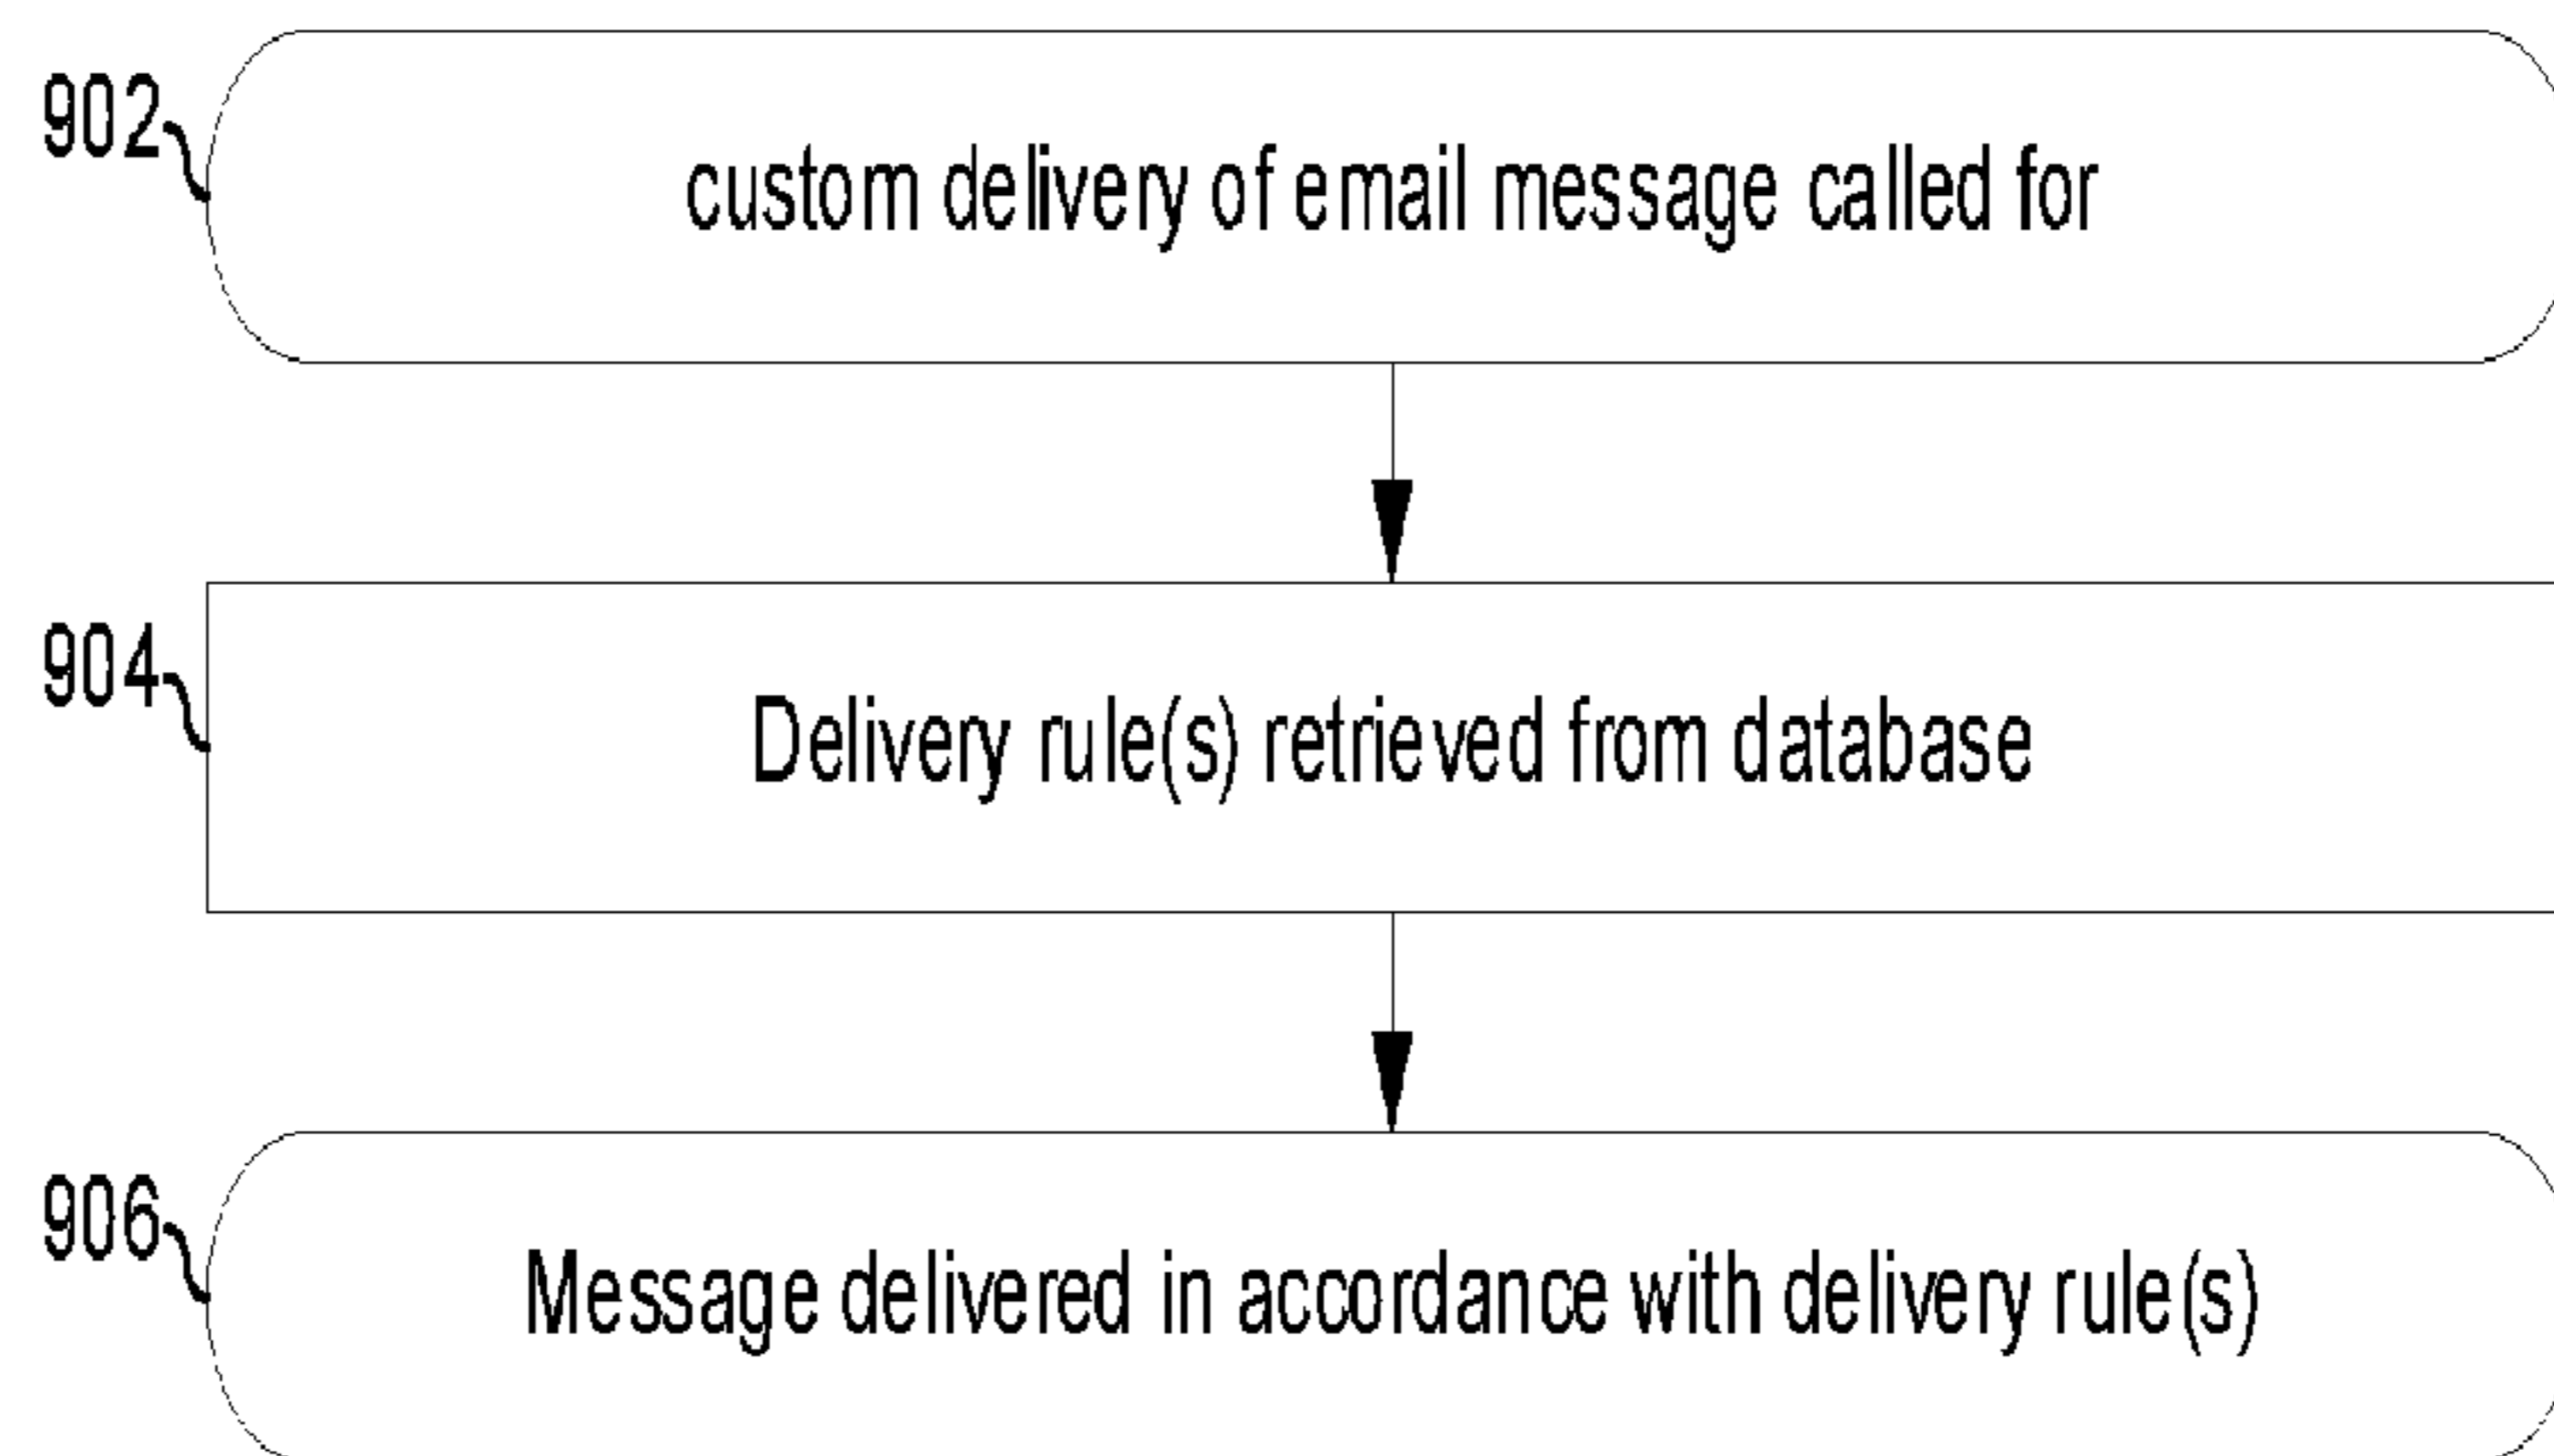 902
custom delivery of email message called for
904
Delivery rule(s) retrieved from database
906
Message delivered in accordance with delivery rule(s)